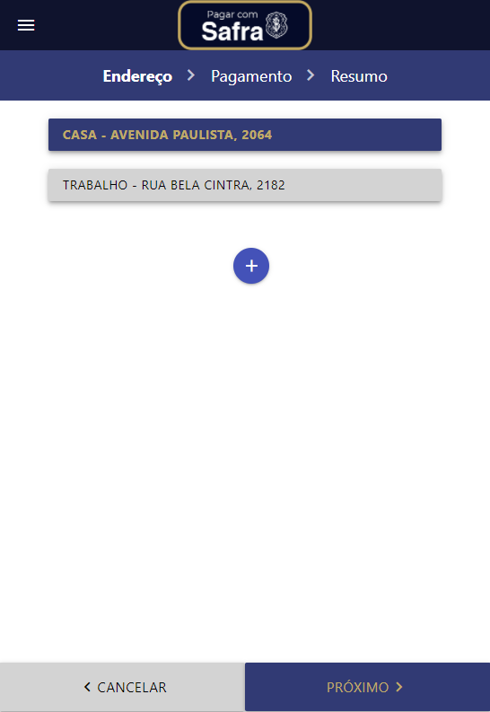 Pagar com
Safra
Endereço > Pagamento > Resumo
CASA - AVENIDA PAULISTA, 2064
TRABALHO - RUA BELA CINTRA, 2182
+
< CANCELAR
PRÓXIMO >